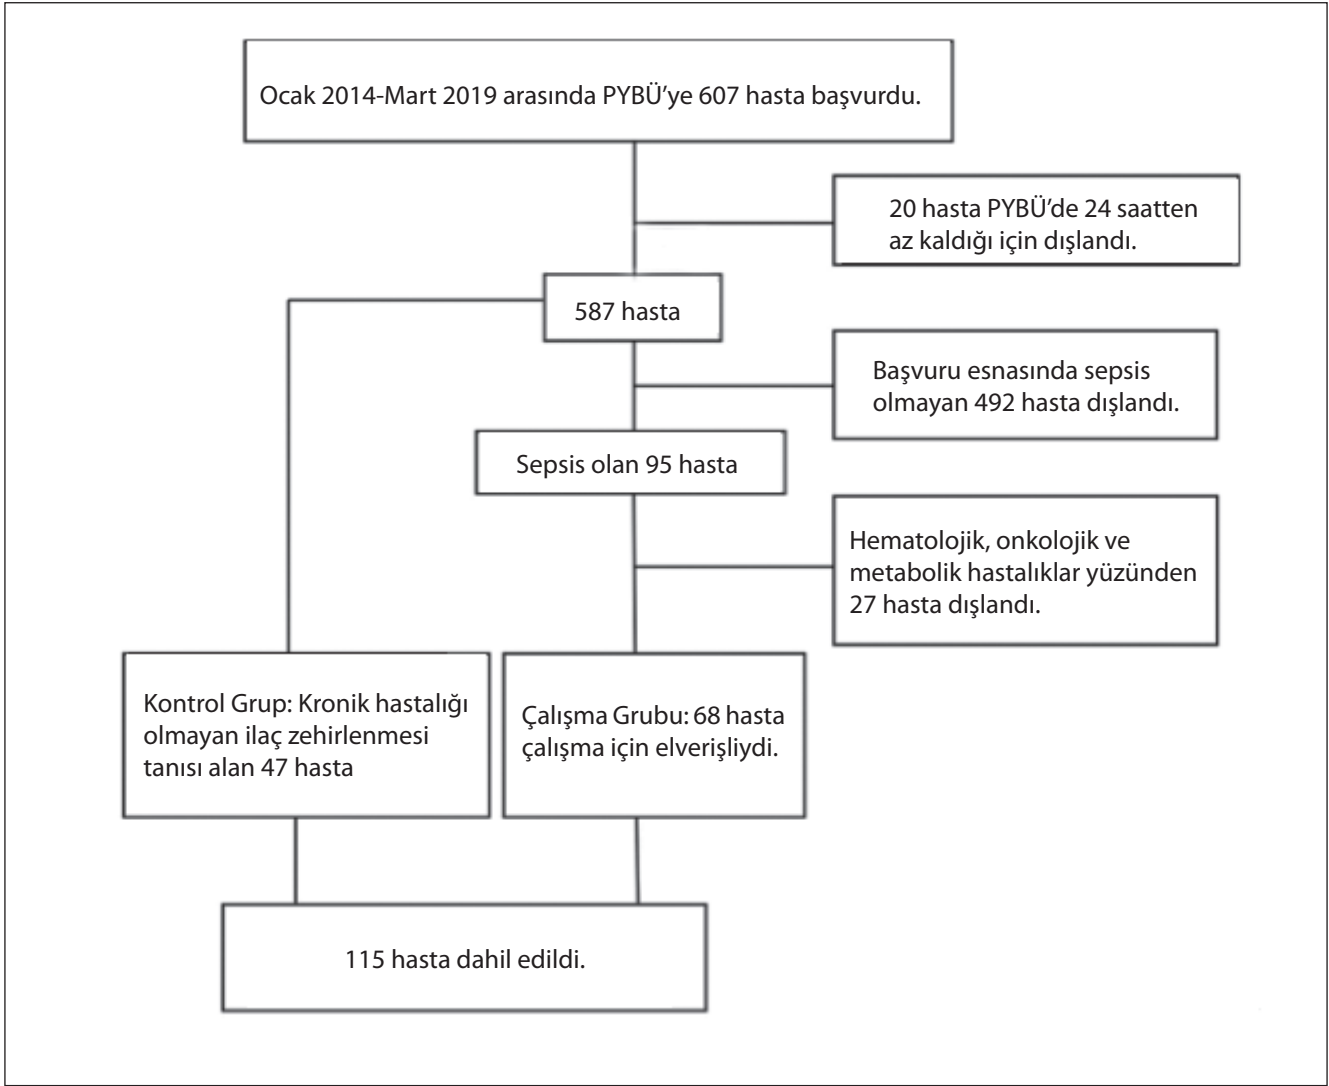 Ocak 2014-Mart 2019 arasında PYBÜ'ye 607 hasta başvurdu.
20 hasta PYBÜ'de 24 saatten
az kaldığı için dışlandı.
587 hasta
Başvuru esnasında sepsis
olmayan 492 hasta dışlandı.
Sepsis olan 95 hasta
Hematolojik, onkolojik ve
metabolik hastalıklar yüzünden
27 hasta dışlandı.
Kontrol Grup: Kronik hastalığı
olmayan ilaç zehirlenmesi
tanısı alan 47 hasta
Çalışma Grubu: 68 hasta
çalışma için elverişliydi.
115 hasta dahil edildi.